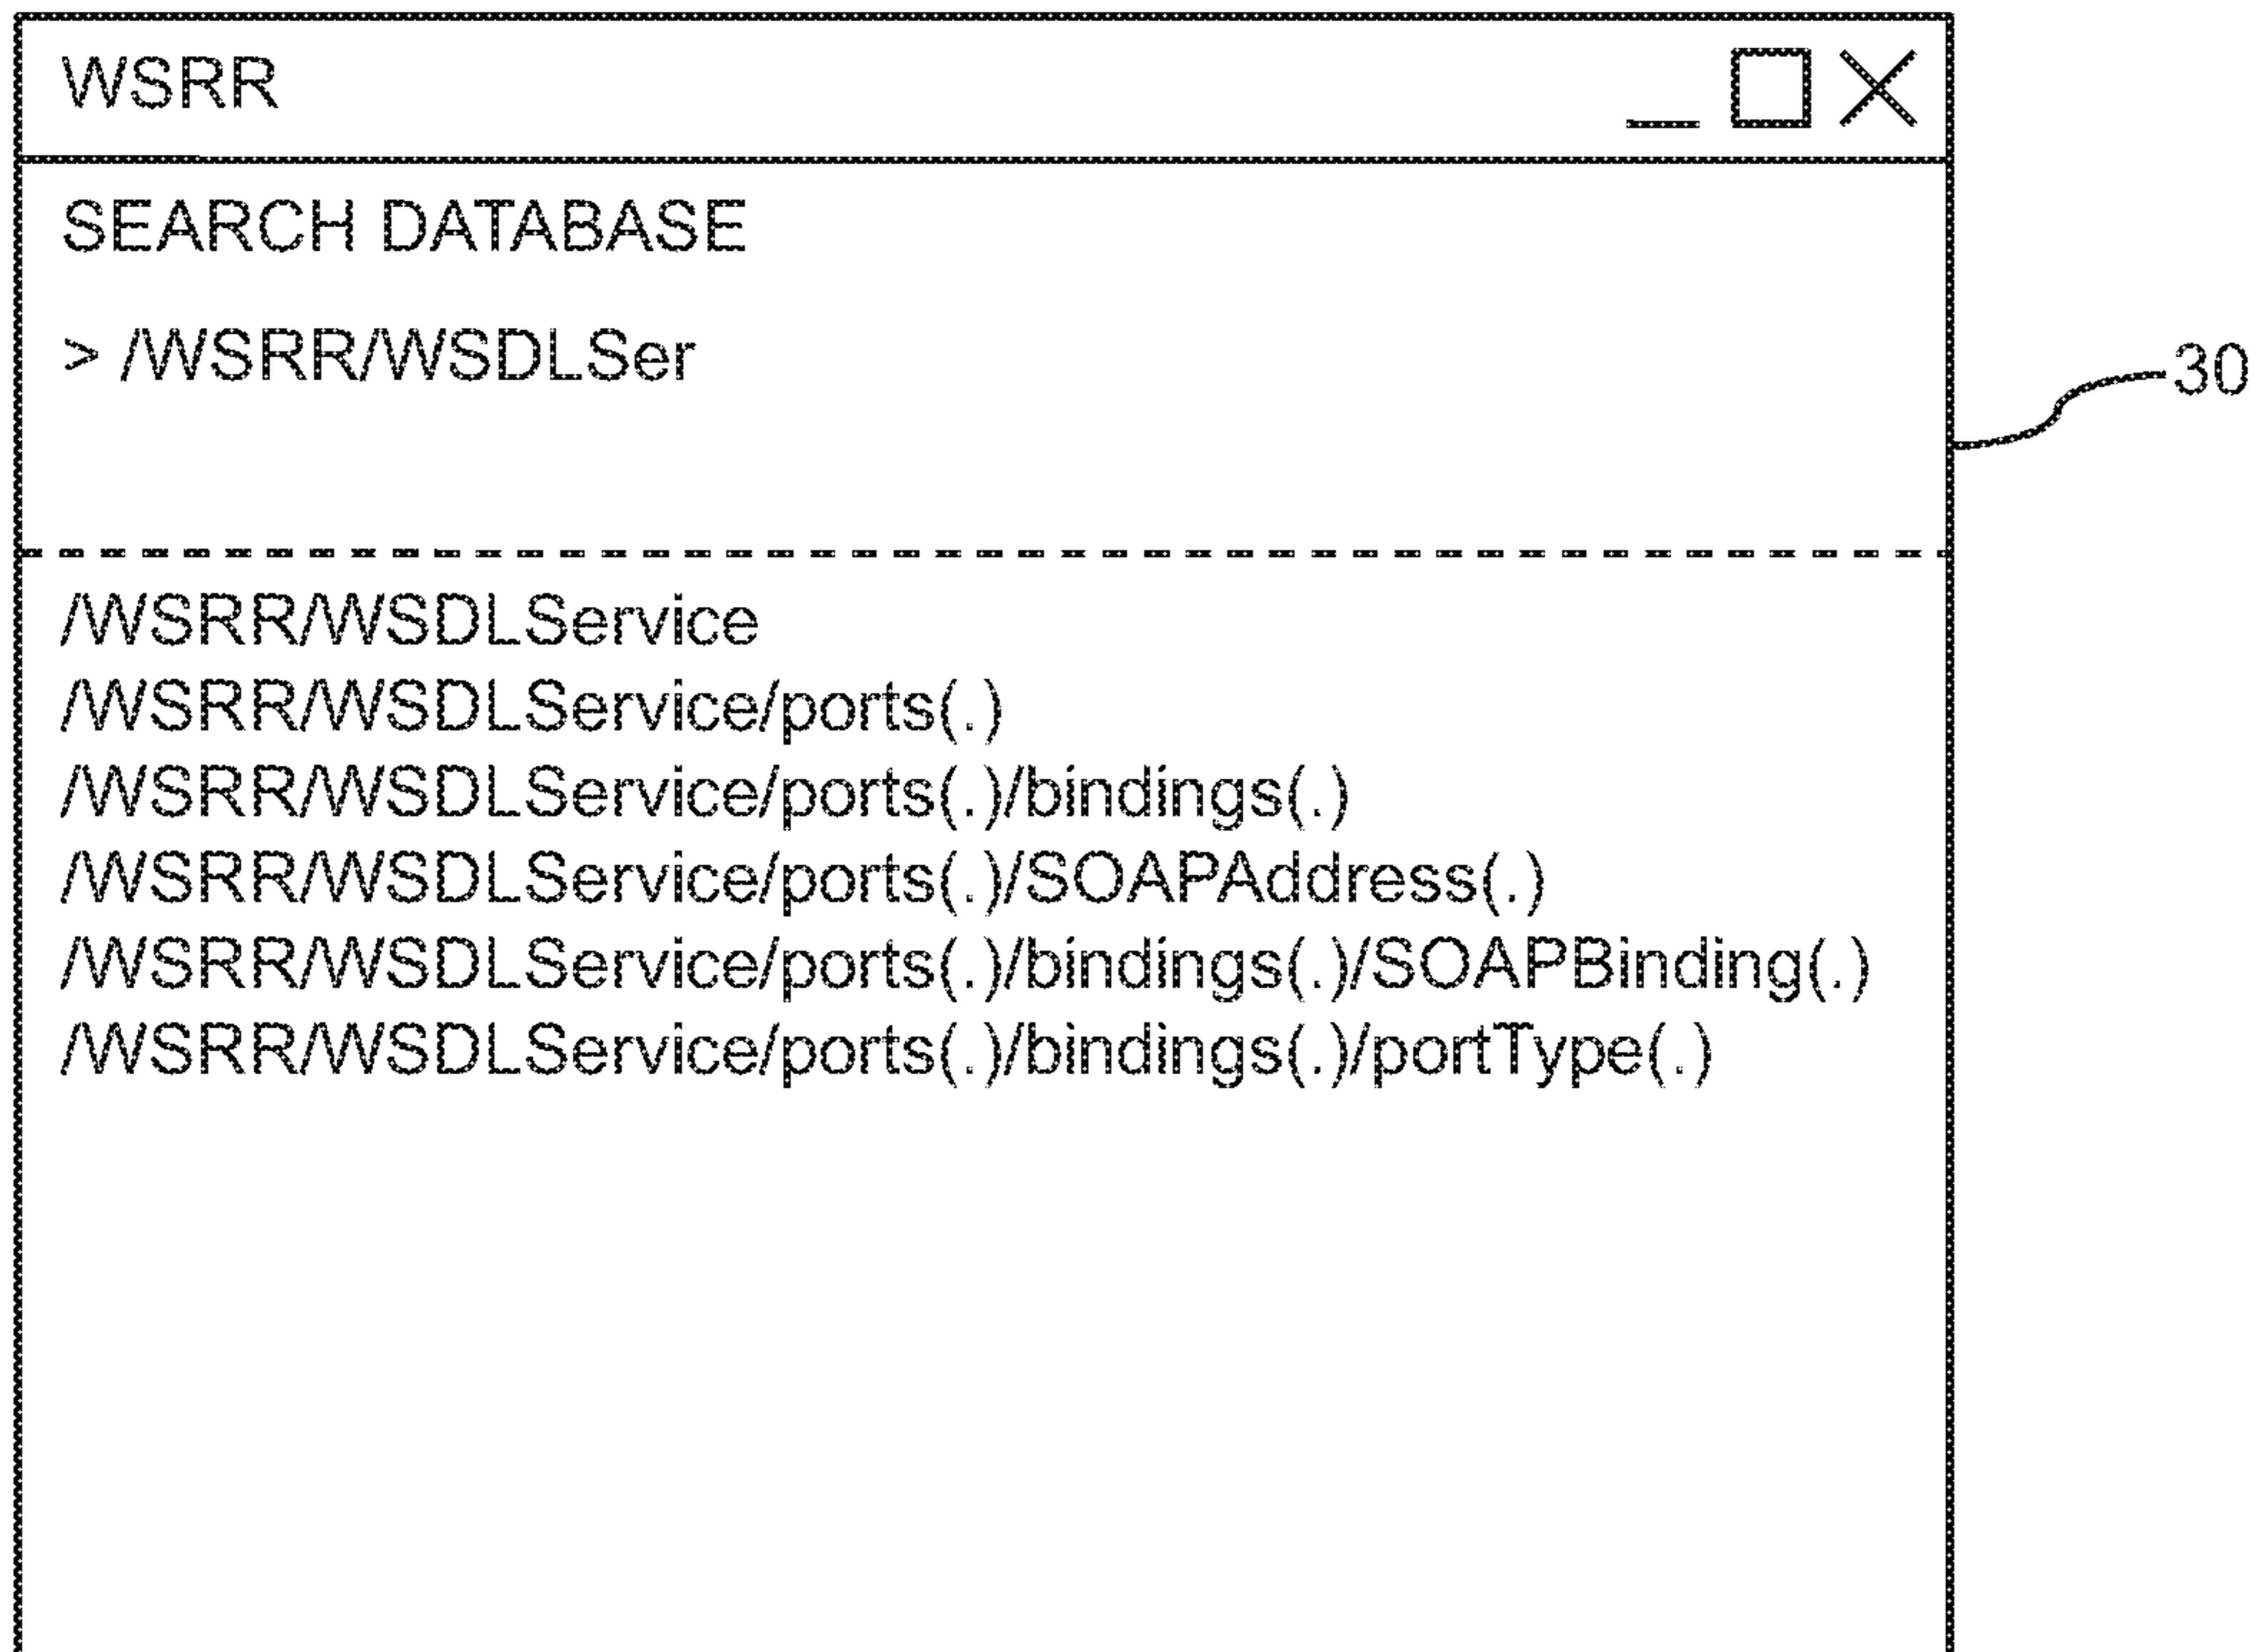 WSRR
SEARCH DATABASE
> /WSRR/WSDLSer
30
/WSRR/WSDLService
/WSRR/WSDLService/ports(.)
/WSRR/WSDLService/ports(.)/bindings(.)
/WSRR/WSDLService/ports(.)/SOAPAddress(.)
/WSRR/WSDLService/ports(.)/bindings(.)/SOAPBinding(.)
/WSRR/WSDLService/ports(.)/bindings(.)/portType(.)